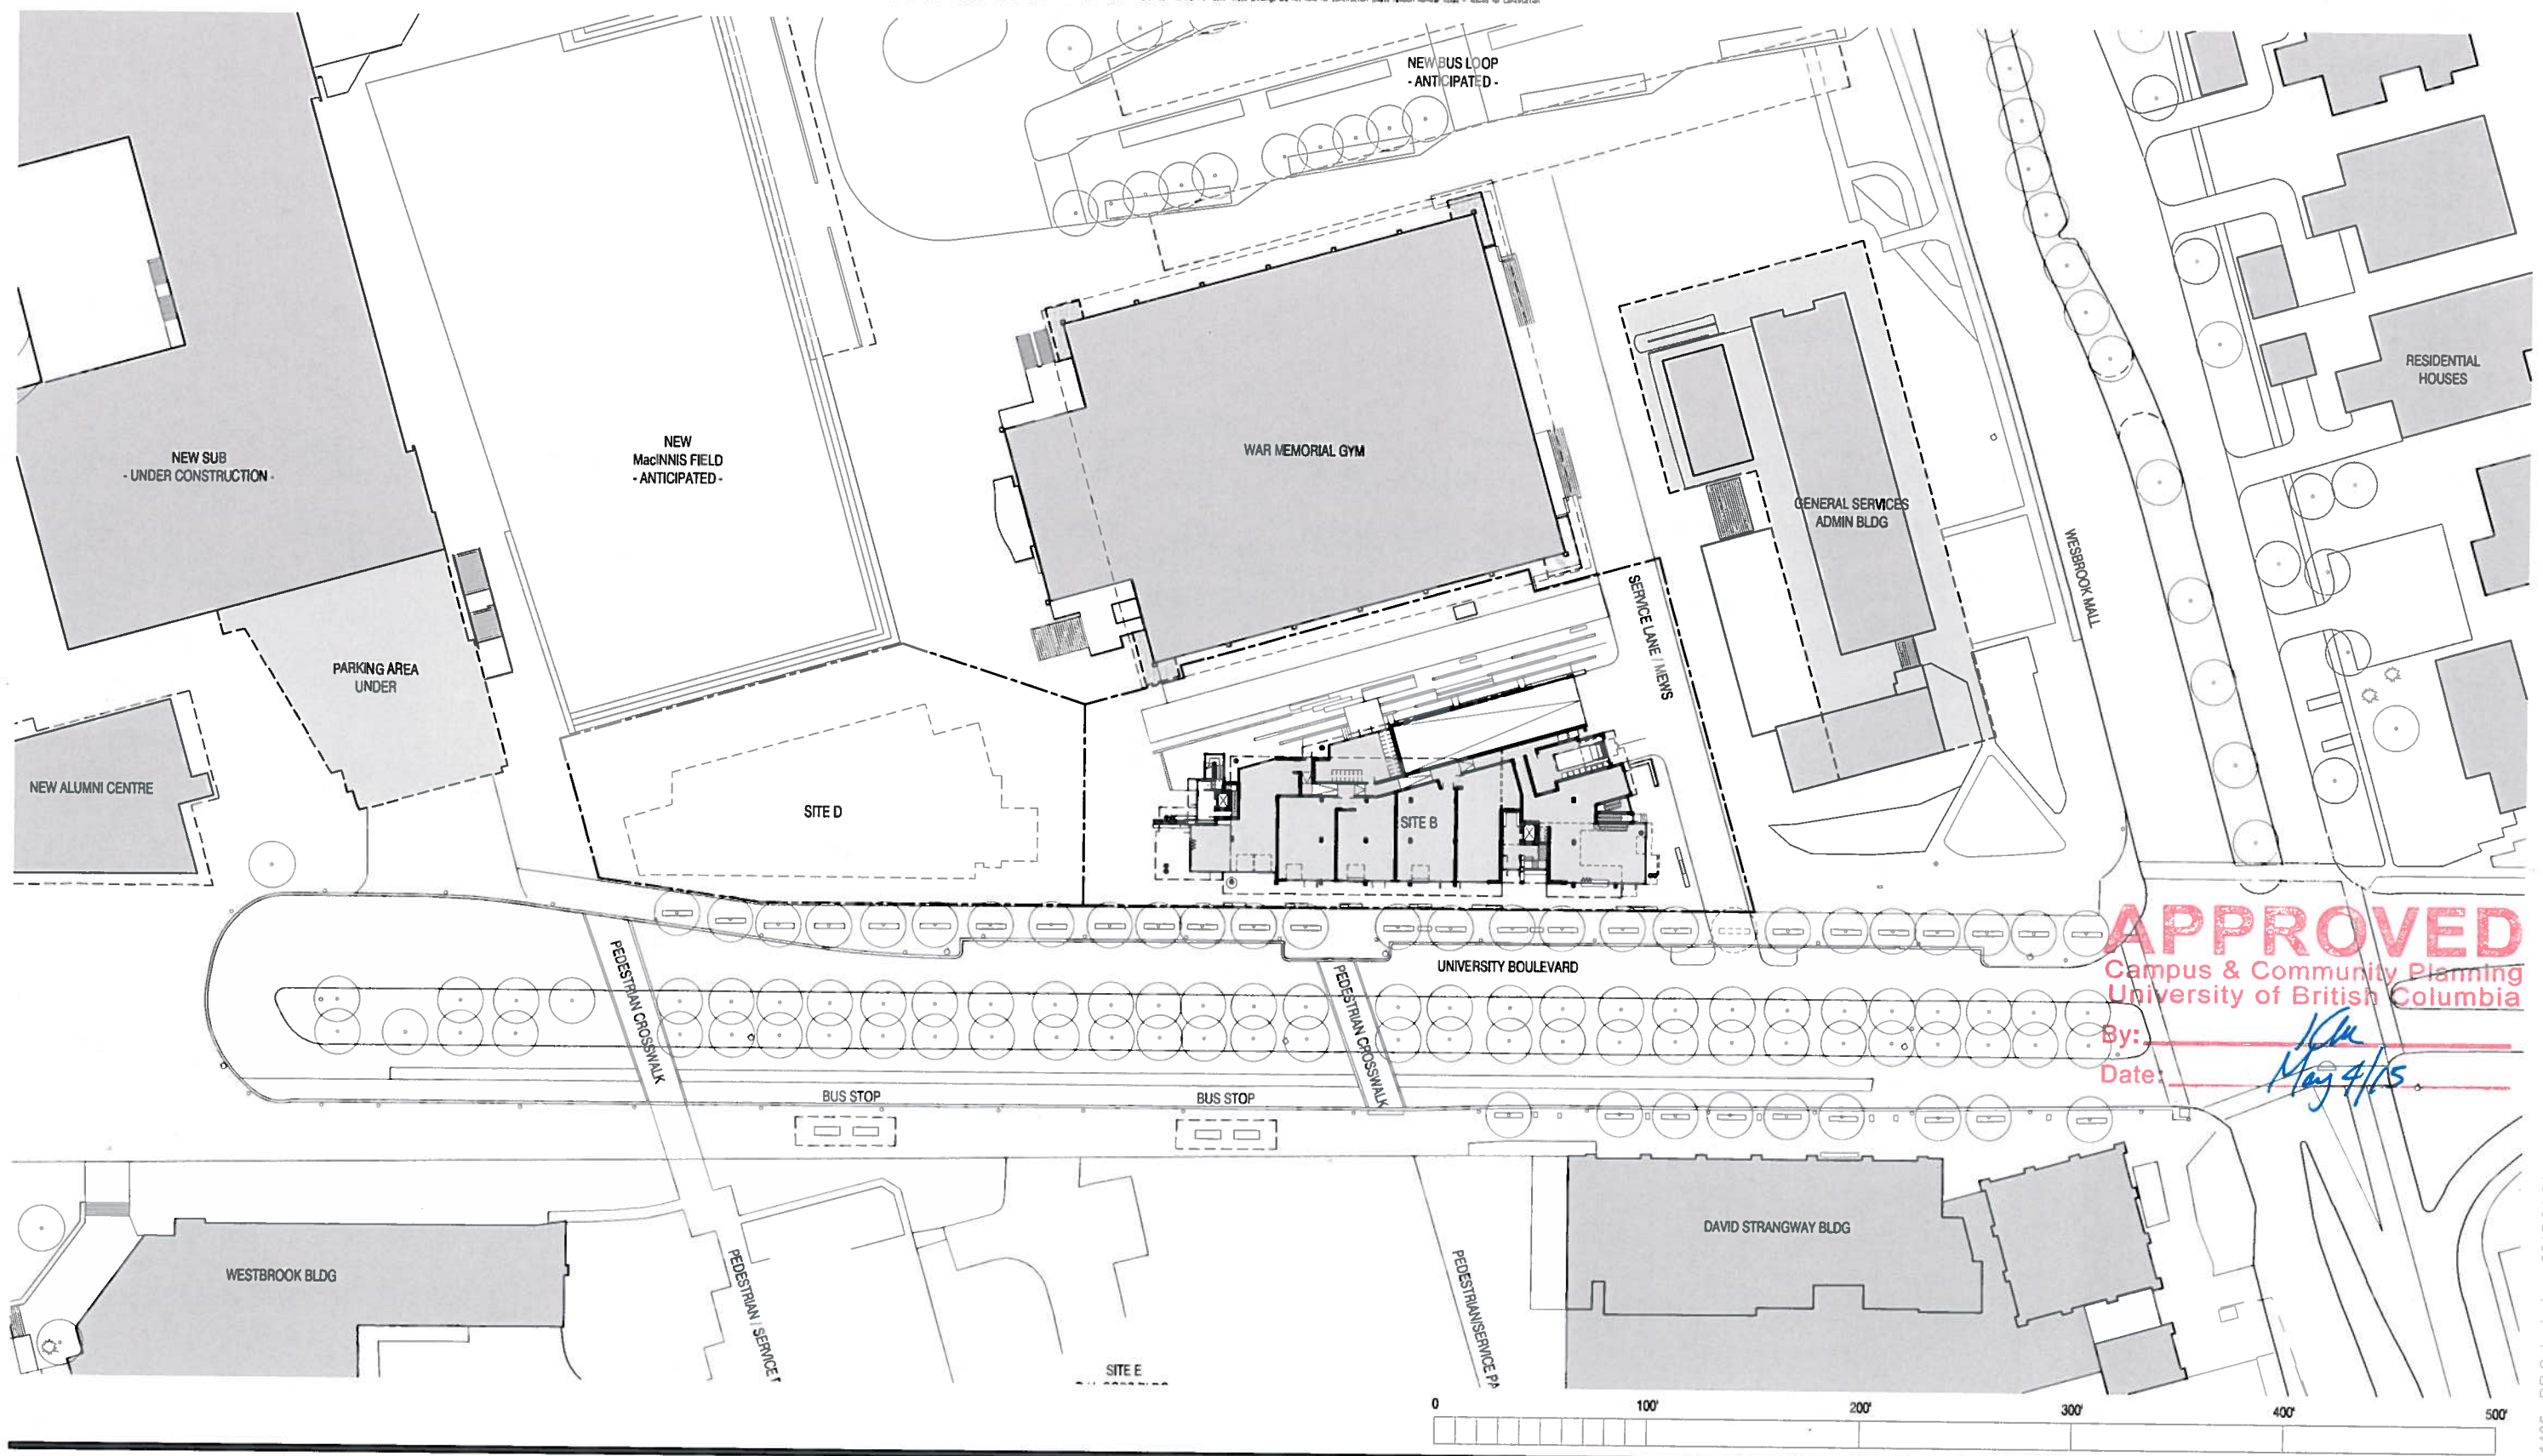 NEW BUS LOOP
- ANTICIPATED -
RESIDENTIAL
HOUSES
NEW SUB
- UNDER CONSTRUCTION -
NEW
MacINNIS FIELD
- ANTICIPATED -
WAR MEMORIAL GYM
GENERAL SERVICES
ADMIN BLDG
WESBROOK MALL
SERVICE LANE / MEWS
PARKING AREA
UNDER
NEW ALUMNI CENTRE
SITE D
SITE B
APPROVED
Campus & Community Planning
University of British Columbia
By:
Date: May 4/15
UNIVERSITY BOULEVARD
PEDESTRIAN CROSSWALK
PEDESTRIAN CROSSWALK
BUS STOP
BUS STOP
DAVID STRANGWAY BLDG
WESTBROOK BLDG
PEDESTRIAN / SERVICE
PEDESTRIAN/SERVICE PA
SITE E
0 100' 200' 300' 400' 500'